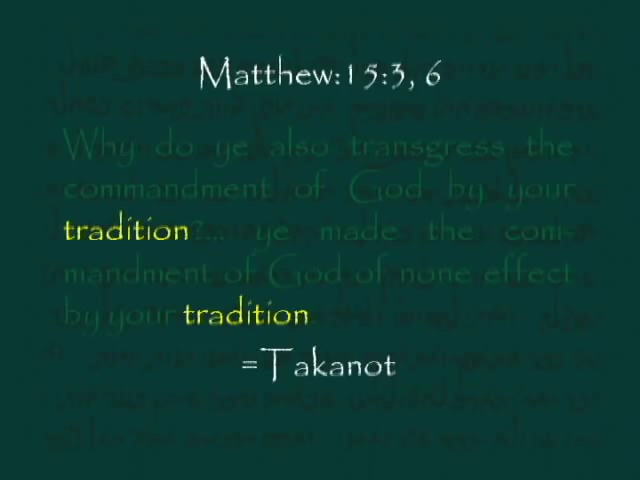 Matthew:15:3, 6
Why do ye also transgress the
commandment of God by your
tradition?... ye made the com-
mandment of God of none effect
by your tradition
=Takanot